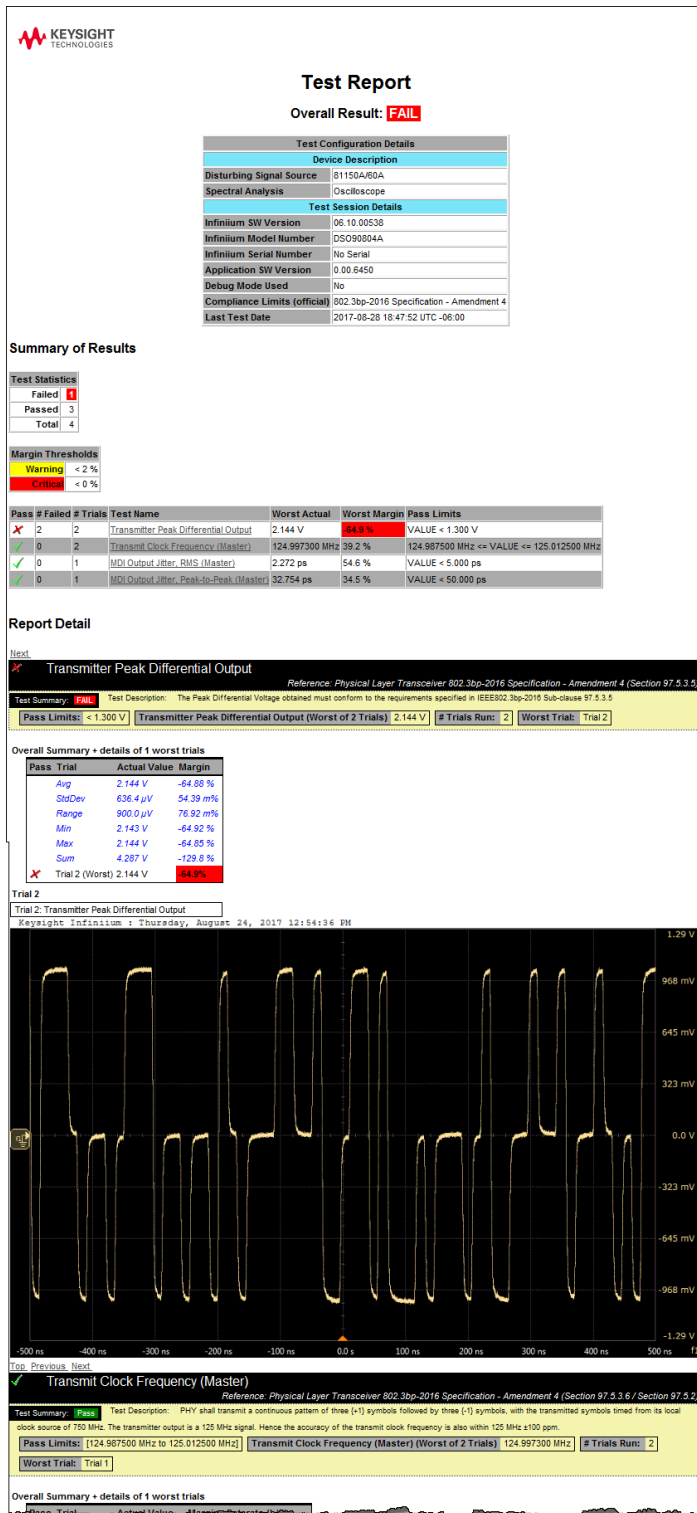 KEYSIGHT
TECHNOLOGIES
Test Report
Overall Result: FAIL
Test Configuration Details
Device Description
Disturbing Signal Source 81150A/60A
Spectral Analysis Oscilloscope
Test Session Details
Infiniium SW Version 06.10.00538
Infiniium Model Number DSO90804A
Infiniium Serial Number No Serial
Application SW Version 0.00.6450
Debug Mode Used No
Compliance Limits (official) 802.3bp-2016 Specification - Amendment 4
Last Test Date 2017-08-28 18:47:52 UTC -06:00
Summary of Results
Test Statistics
Failed 1
Passed 3
Total 4
Margin Thresholds
Warning < 2 %
Critical < 0 %
Pass # Failed # Trials Test Name Worst Actual Worst Margin Pass Limits
2 2 Transmitter Peak Differential Output 2.144 V -64.9 % VALUE < 1.300 V
0 2 Transmit Clock Frequency (Master) 124.997300 MHz 39.2 % 124.987500 MHz <= VALUE <= 125.012500 MHz
0 1 MDI Output Jitter, RMS (Master) 2.272 ps 54.6 % VALUE < 5.000 ps
0 1 MDI Output Jitter, Peak-to-Peak (Master) 32.754 ps 34.5 % VALUE < 50.000 ps
Report Detail
Next
Transmitter Peak Differential Output
Reference: Physical Layer Transceiver 802.3bp-2016 Specification - Amendment 4 (Section 97.5.3.5)
Test Summary: FAIL Test Description: The Peak Differential Voltage obtained must conform to the requirements specified in IEEE802.3bp-2016 Sub-clause 97.5.3.5
Pass Limits: < 1.300 V Transmitter Peak Differential Output (Worst of 2 Trials) 2.144 V # Trials Run: 2 Worst Trial: Trial 2
Overall Summary + details of 1 worst trials
Pass Trial Actual Value Margin
Avg 2.144 V -64.88 %
StdDev 636.4 µV 54.39 m%
Range 900.0 µV 76.92 m%
Min 2.143 V -64.92 %
Max 2.144 V -64.85 %
Sum 4.287 V -129.8 %
Trial 2 (Worst) 2.144 V -64.9%
Trial 2
Trial 2: Transmitter Peak Differential Output
Keysight Infiniium : Thursday, August 24, 2017 12:54:36 PM
1.29 V
968 mV
645 mV
323 mV
0.0 V
-323 mV
-645 mV
-968 mV
-1.29 V
-500 ns -400 ns -300 ns -200 ns -100 ns 0.0 s 100 ns 200 ns 300 ns 400 ns 500 ns f1
Top Previous Next
Transmit Clock Frequency (Master)
Reference: Physical Layer Transceiver 802.3bp-2016 Specification - Amendment 4 (Section 97.5.3.6 / Section 97.5.2)
Test Summary: Pass Test Description: PHY shall transmit a continuous pattern of three {+1} symbols followed by three {-1} symbols, with the transmitted symbols timed from its local
clock source of 750 MHz. The transmitter output is a 125 MHz signal. Hence the accuracy of the transmit clock frequency is also within 125 MHz ±100 ppm.
Pass Limits: [124.987500 MHz to 125.012500 MHz] Transmit Clock Frequency (Master) (Worst of 2 Trials) 124.997300 MHz # Trials Run: 2
Worst Trial: Trial 1
Overall Summary + details of 1 worst trials
Pass Trial Actual Value Margin